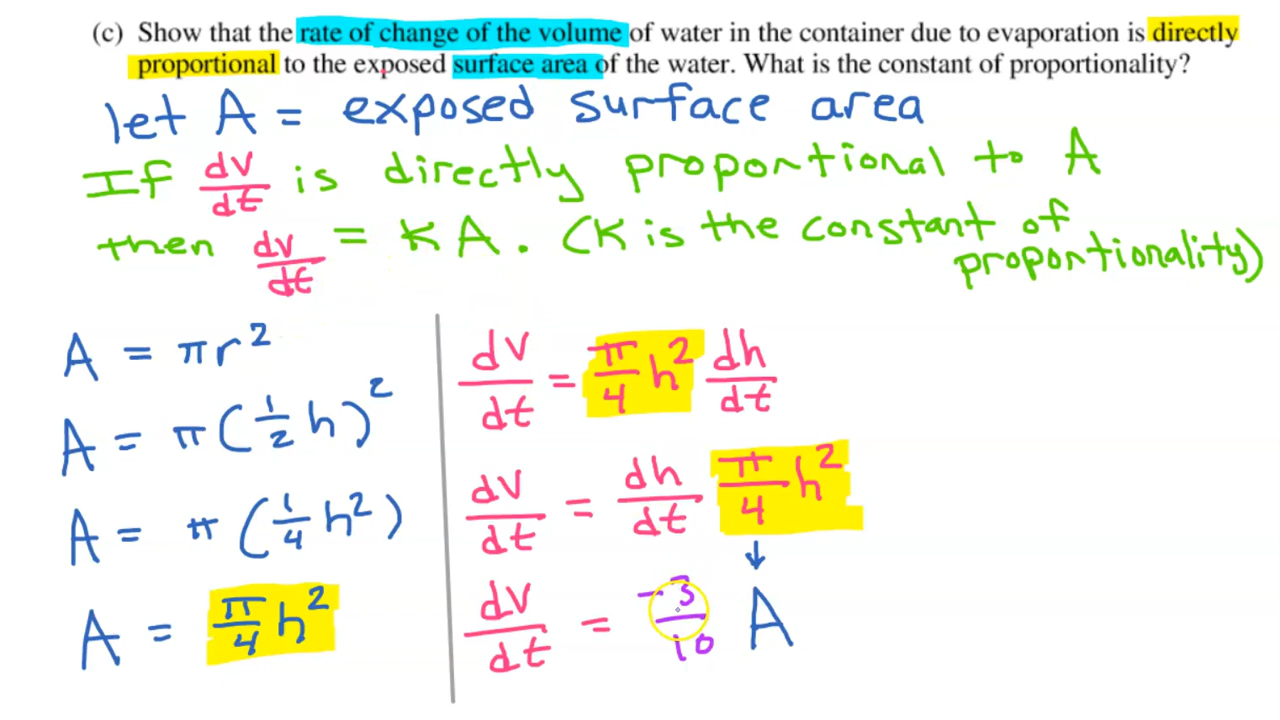 (c) Show that the rate of change of the volume of water in the container due to evaporation is directly
proportional to the exposed surface area of the water. What is the constant of proportionality?
let A = exposed surface area
If dv/dt is directly proportional to A
then dv/dt = KA. (K is the constant of
proportionality)
A = πr²
A = π(1/2 h)²
A = π(1/4 h²)
A = π/4 h²
dv/dt = π/4 h² dh/dt
dv/dt = dh/dt π/4 h²
↓
dv/dt = -3/10 A